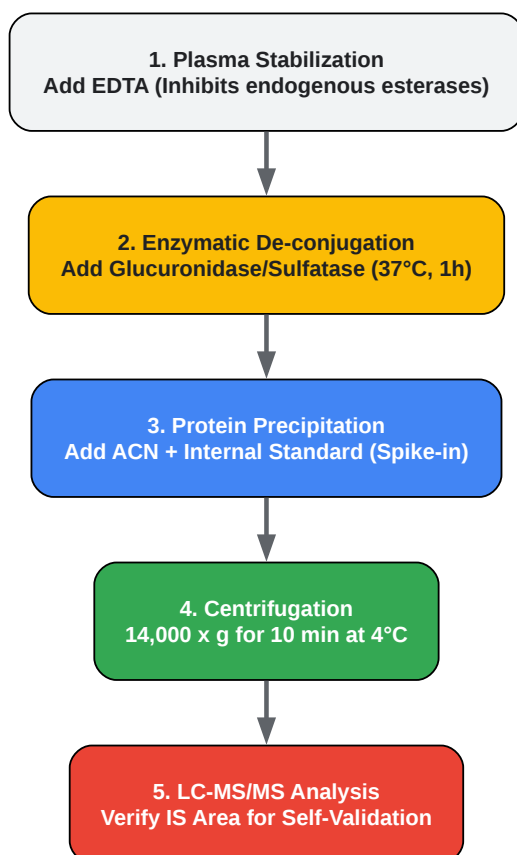 1. Plasma Stabilization
Add EDTA (Inhibits endogenous esterases)
2. Enzymatic De-conjugation
Add Glucuronidase/Sulfatase (37°C, 1h)
3. Protein Precipitation
Add ACN + Internal Standard (Spike-in)
4. Centrifugation
14,000 x g for 10 min at 4°C
5. LC-MS/MS Analysis
Verify IS Area for Self-Validation